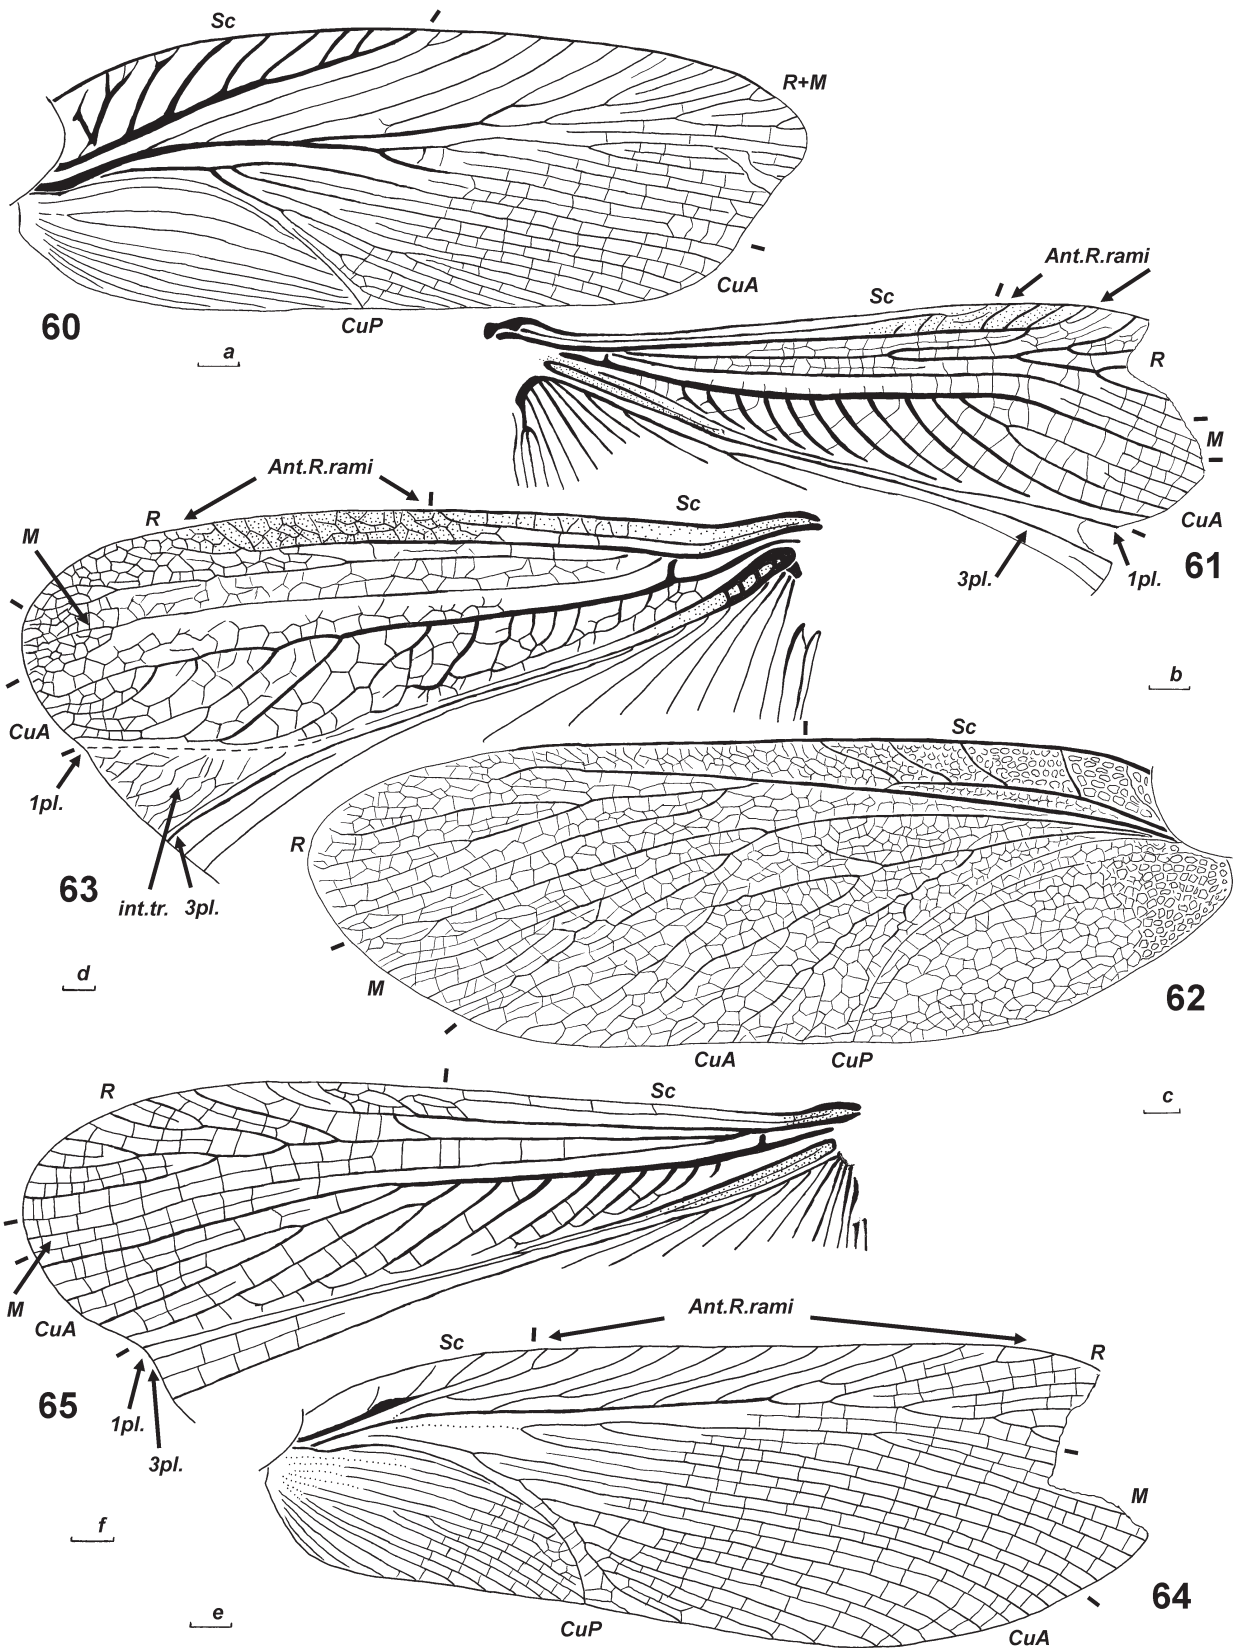 Sc
R+M
CuA
CuP
60
a
Ant.R.rami
Sc
R
M
CuA
1pl.
3pl.
61
b
Ant.R.rami
R
Sc
M
CuA
1pl.
int.tr.
3pl.
63
d
Sc
R
M
CuA
CuP
62
c
R
Sc
M
CuA
1pl.
3pl.
65
f
Ant.R.rami
Sc
R
M
CuA
CuP
64
e